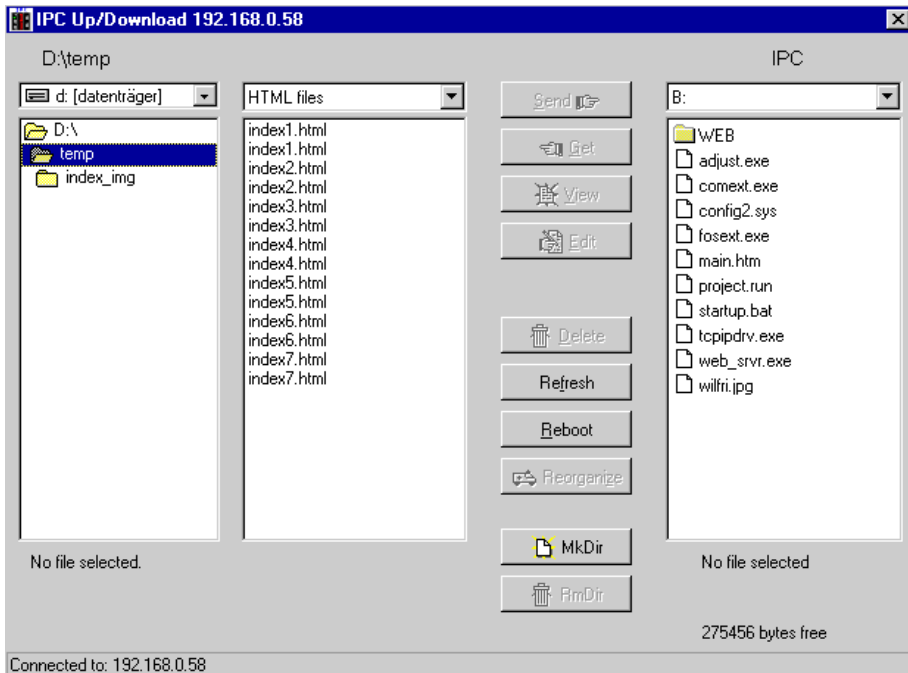 IPC Up/Download 192.168.0.58
D:\temp
IPC
d: [datenträger]
HTML files
B:
D:\
temp
index_img
index1.html
index1.html
index2.html
index2.html
index3.html
index3.html
index4.html
index4.html
index5.html
index5.html
index6.html
index6.html
index7.html
index7.html
Send
Get
View
Edit
Delete
Refresh
Reboot
Reorganize
MkDir
RmDir
WEB
adjust.exe
comext.exe
config2.sys
fosext.exe
main.htm
project.run
startup.bat
tcpipdrv.exe
web_srvr.exe
wilfri.jpg
No file selected.
No file selected
275456 bytes free
Connected to: 192.168.0.58